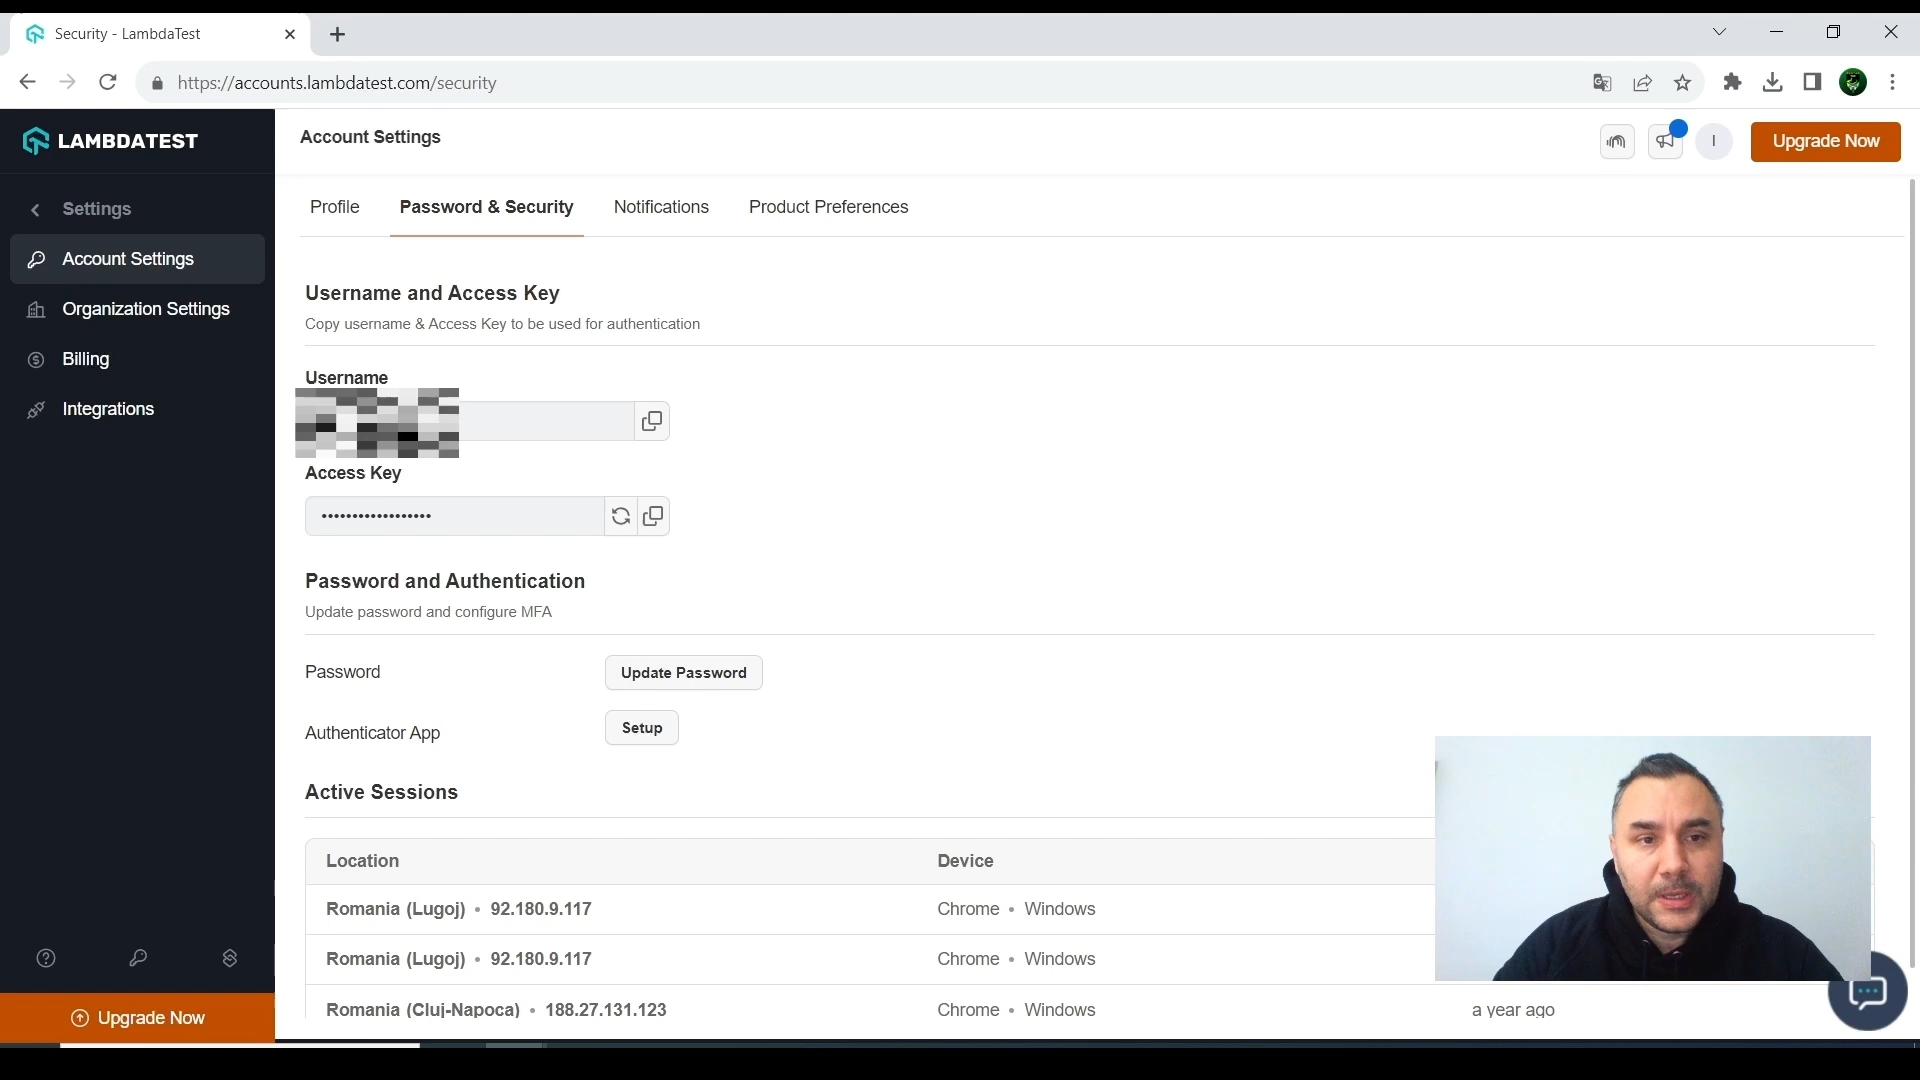 Security - LambdaTest
https://accounts.lambdatest.com/security
LAMBDATEST
Account Settings
I
Upgrade Now
Settings
Account Settings
Organization Settings
Billing
Integrations
Profile
Password & Security
Notifications
Product Preferences
Username and Access Key
Copy username & Access Key to be used for authentication
Username
Access Key
••••••••••••••••••
Password and Authentication
Update password and configure MFA
Password
Update Password
Authenticator App
Setup
Active Sessions
Location Device
Romania (Lugoj) • 92.180.9.117 Chrome • Windows
Romania (Lugoj) • 92.180.9.117 Chrome • Windows
Romania (Cluj-Napoca) • 188.27.131.123 Chrome • Windows a year ago
Upgrade Now